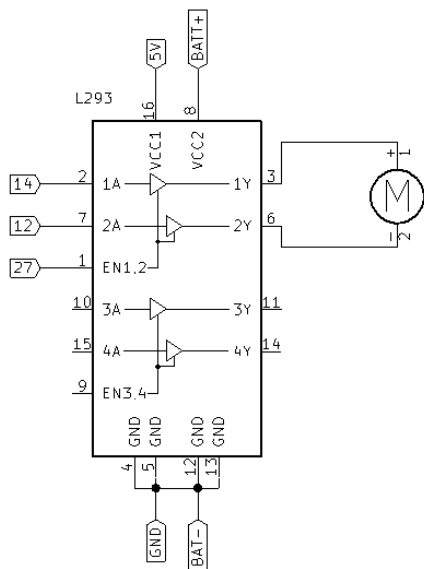 5V
BATT+
L293
16
8
VCC1
VCC2
14
2
1A
1Y
3
+
1
M
12
7
2A
2Y
6
-
2
27
1
EN1,2
10
3A
3Y
11
15
4A
4Y
14
9
EN3,4
GND
GND
GND
GND
4
5
12
13
GND
BAT-